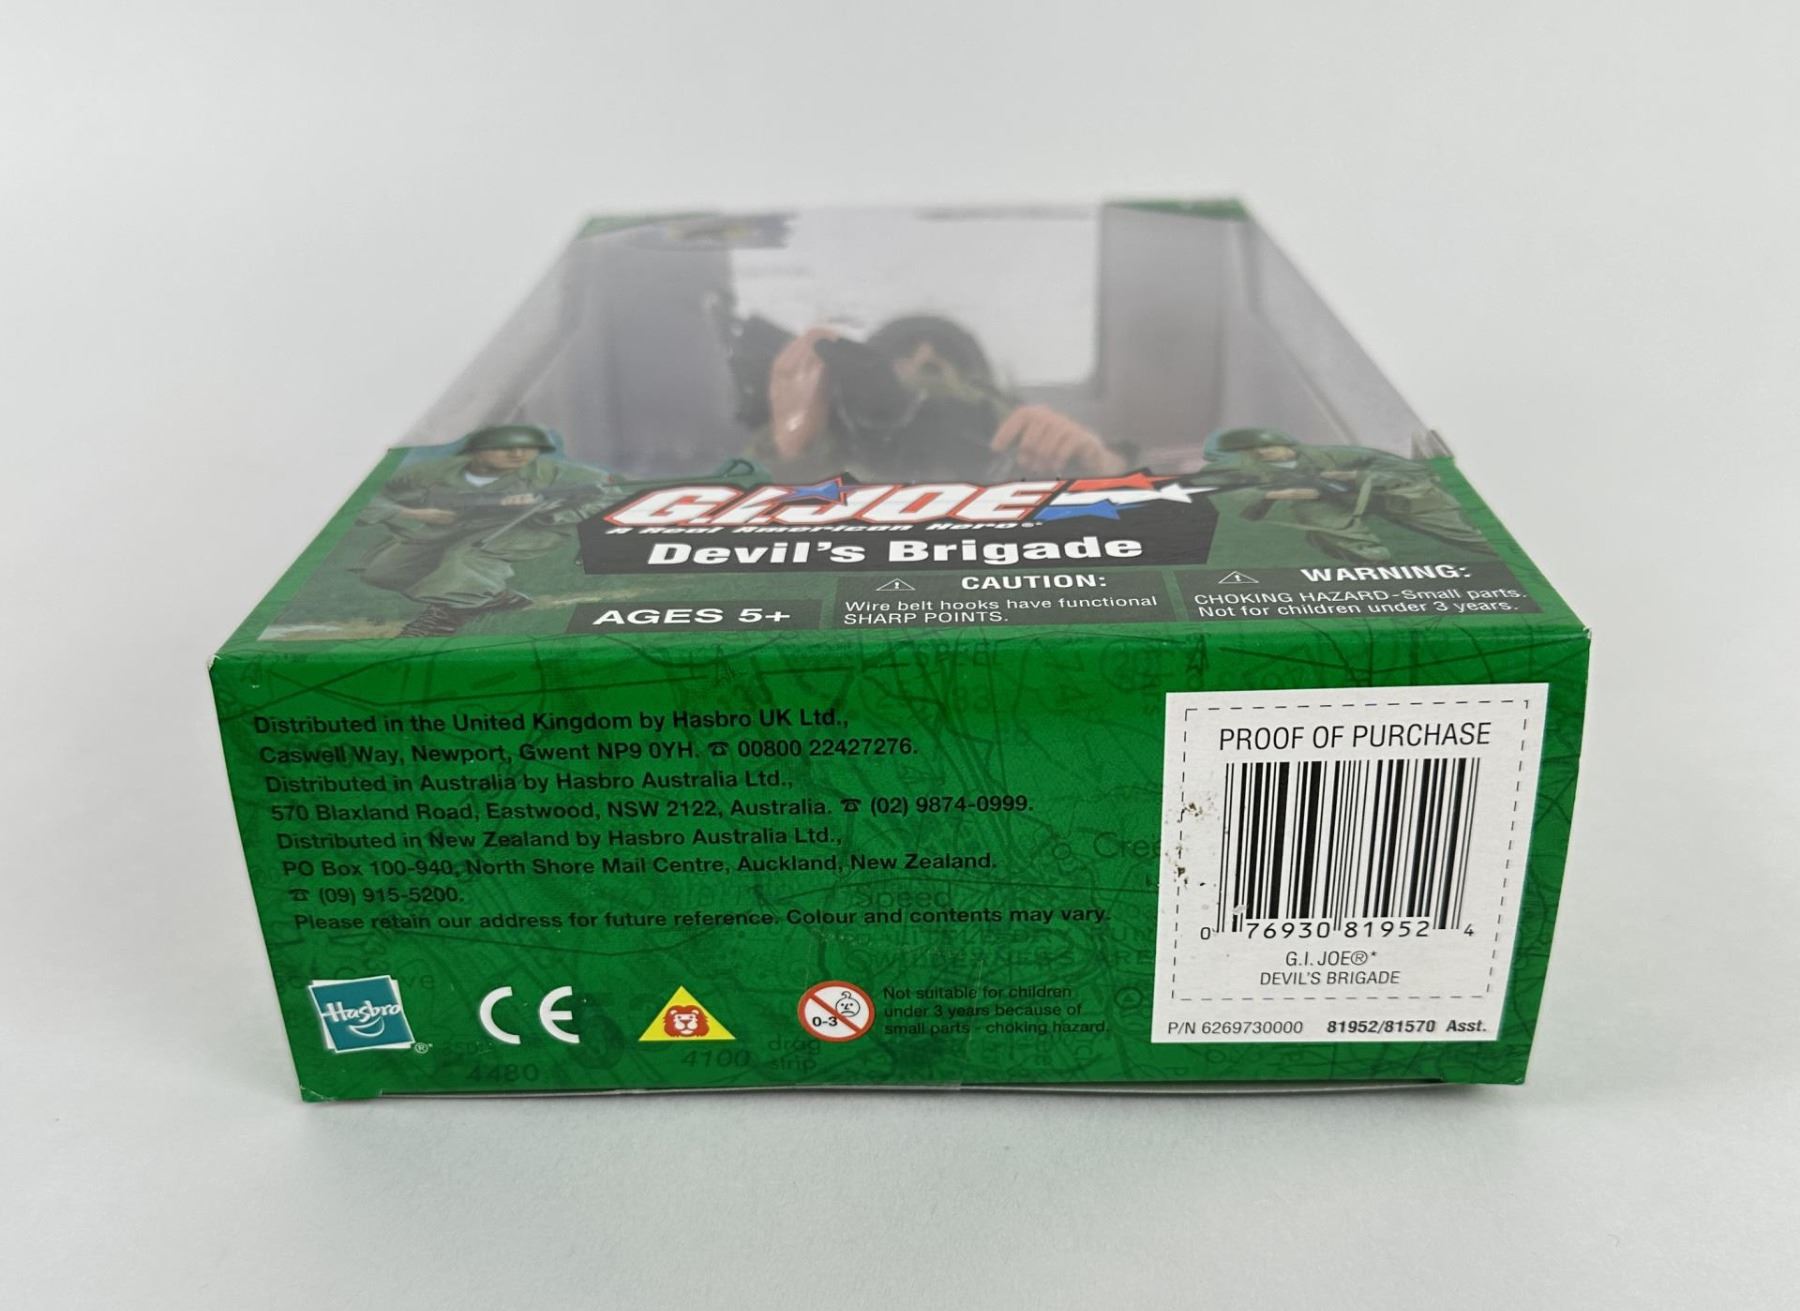 G.I. JOE
A Real American Hero®*
Devil's Brigade
AGES 5+
CAUTION:
Wire belt hooks have functional
SHARP POINTS.
WARNING:
CHOKING HAZARD-Small parts.
Not for children under 3 years.
Distributed in the United Kingdom by Hasbro UK Ltd.,
Caswell Way, Newport, Gwent NP9 0YH. ☎ 00800 22427276.
Distributed in Australia by Hasbro Australia Ltd.,
570 Blaxland Road, Eastwood, NSW 2122, Australia. ☎ (02) 9874-0999.
Distributed in New Zealand by Hasbro Australia Ltd.,
PO Box 100-940, North Shore Mail Centre, Auckland, New Zealand.
☎ (09) 915-5200.
Please retain our address for future reference. Colour and contents may vary.
Speed
Hasbro
®
CE
0-3
Not suitable for children
under 3 years because of
small parts - choking hazard.
4480
4100
drag
strip
PROOF OF PURCHASE
0 76930 81952 4
G.I. JOE®*
DEVIL'S BRIGADE
P/N 6269730000 81952/81570 Asst.